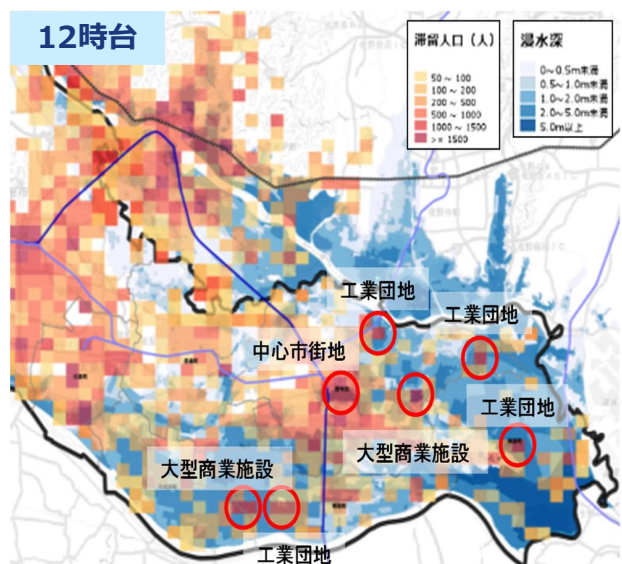 12時台
滞留人口（人）
50 ~ 100
100 ~ 200
200 ~ 500
500 ~ 1000
1000 ~ 1500
>= 1500
浸水深
0~0.5m未満
0.5~1.0m未満
1.0~2.0m未満
2.0~5.0m未満
5.0m以上
工業団地
工業団地
中心市街地
工業団地
大型商業施設
大型商業施設
工業団地